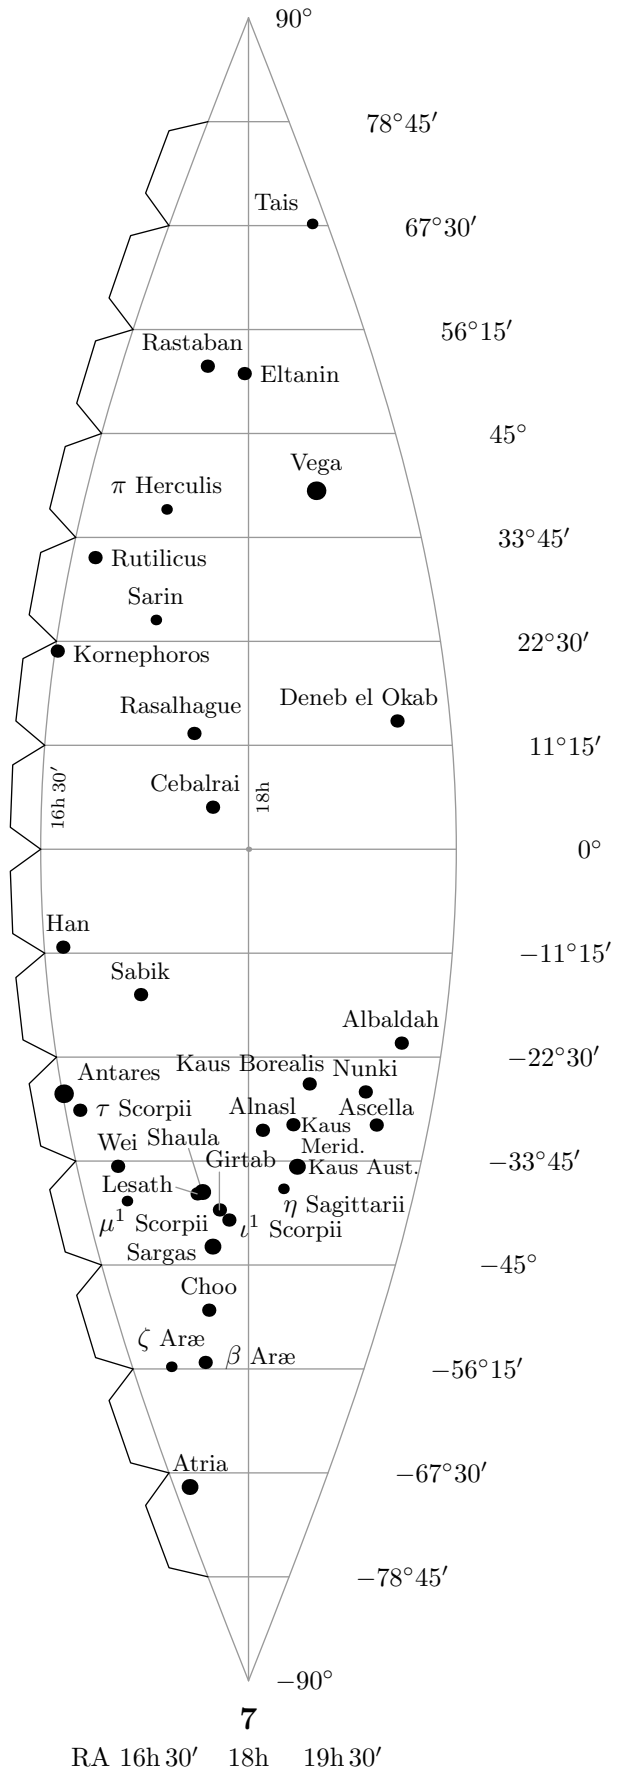 90°
78°45′
Tais
67°30′
56°15′
Rastaban
Eltanin
45°
Vega
π Herculis
33°45′
Rutilicus
Sarin
22°30′
Kornephoros
Deneb el Okab
Rasalhague
11°15′
16h 30′
18h
Cebalrai
0°
Han
−11°15′
Sabik
Albaldah
−22°30′
Kaus Borealis
Nunki
Antares
τ Scorpii
Alnasl
Ascella
Kaus
Merid.
Wei
Shaula
Girtab
−33°45′
Kaus Aust.
Lesath
η Sagittarii
μ¹ Scorpii
ι¹ Scorpii
Sargas
−45°
Choo
ζ Aræ
β Aræ
−56°15′
Atria
−67°30′
−78°45′
−90°
7
RA 16h 30′ 18h 19h 30′